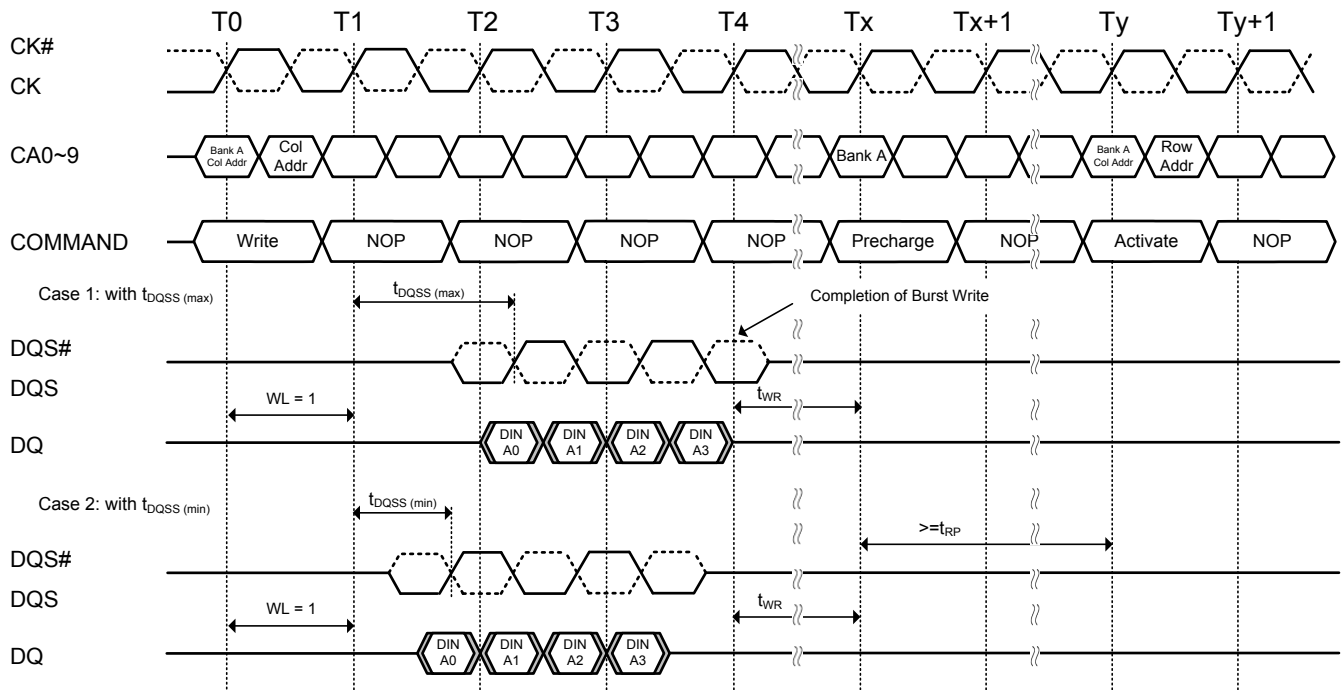 T0 T1 T2 T3 T4 Tx Tx+1 Ty Ty+1
CK#
CK
CA0~9
Bank A
Col Addr
Col
Addr
Bank A
Bank A
Col Addr
Row
Addr
COMMAND
Write NOP NOP NOP NOP Precharge NOP Activate NOP
Case 1: with tDQSS (max)
tDQSS (max)
Completion of Burst Write
DQS#
DQS
WL = 1
tWR
DQ
DIN
A0
DIN
A1
DIN
A2
DIN
A3
Case 2: with tDQSS (min)
tDQSS (min)
>=tRP
DQS#
DQS
WL = 1
tWR
DQ
DIN
A0
DIN
A1
DIN
A2
DIN
A3